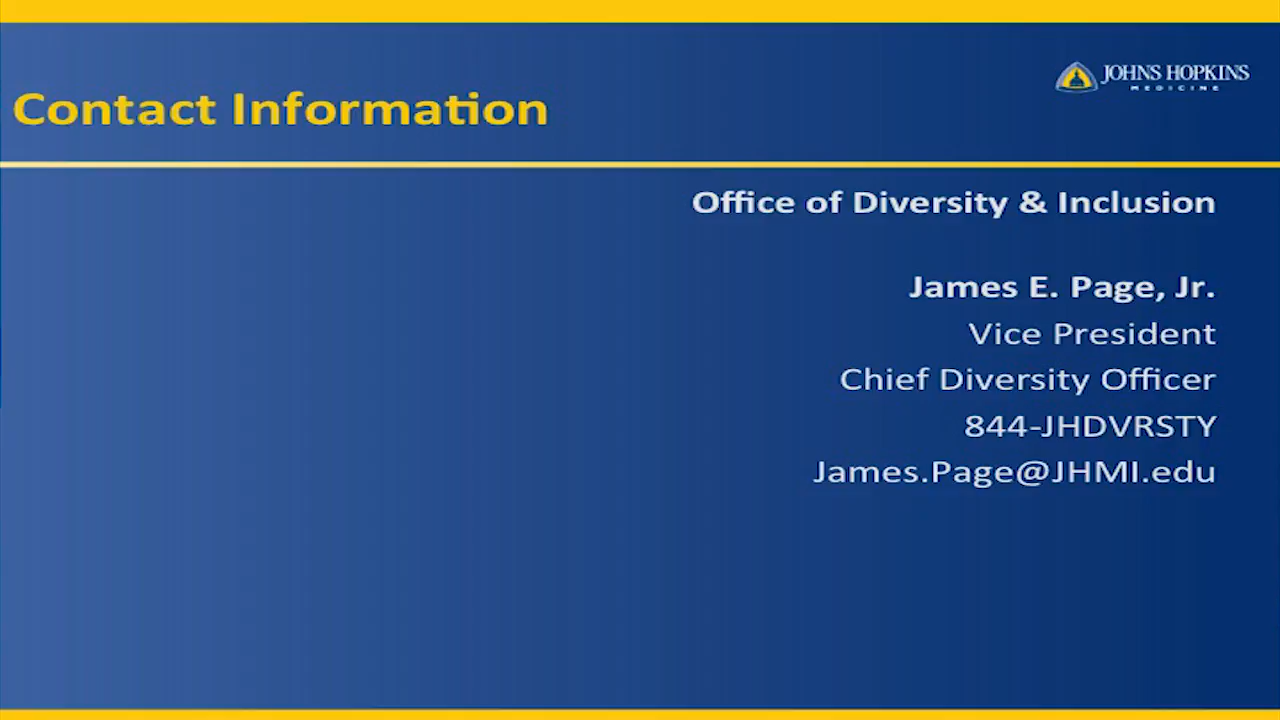 JOHNS HOPKINS
MEDICINE
Contact Information
Office of Diversity & Inclusion
James E. Page, Jr.
Vice President
Chief Diversity Officer
844-JHDVRSTY
James.Page@JHMI.edu